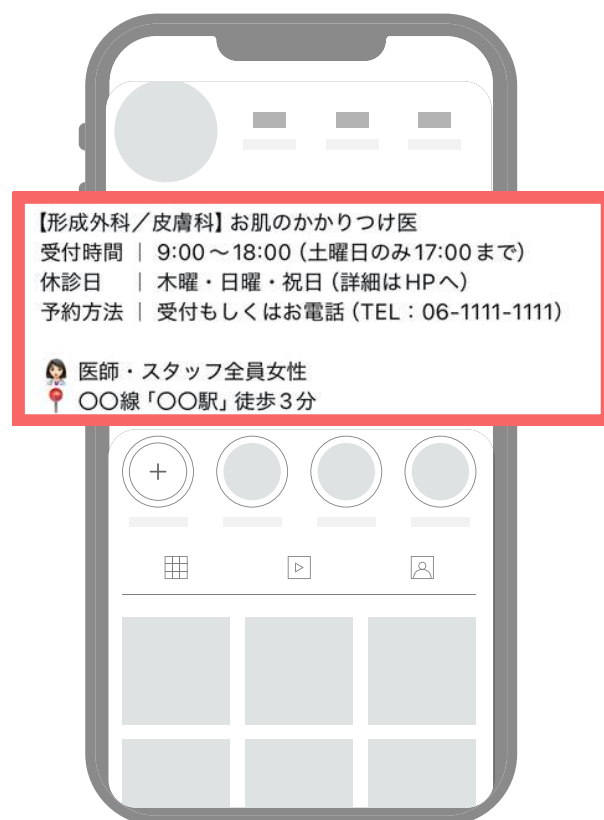 【形成外科／皮膚科】お肌のかかりつけ医
受付時間｜9:00～18:00（土曜日のみ17:00まで）
休診日　｜木曜・日曜・祝日（詳細はHPへ）
予約方法｜受付もしくはお電話（TEL：06-1111-1111）
👩🏻‍⚕️ 医師・スタッフ全員女性
📍 〇〇線「〇〇駅」徒歩3分